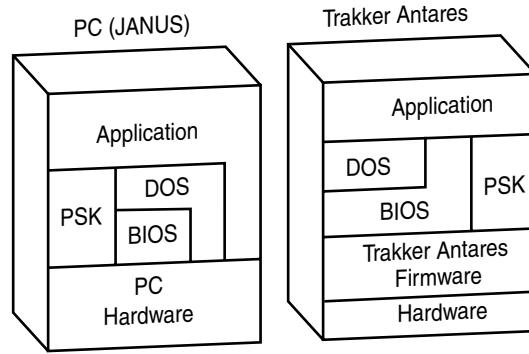 PC (JANUS)
Application
PSK
DOS
BIOS
PC
Hardware
Trakker Antares
Application
DOS
PSK
BIOS
Trakker Antares
Firmware
Hardware